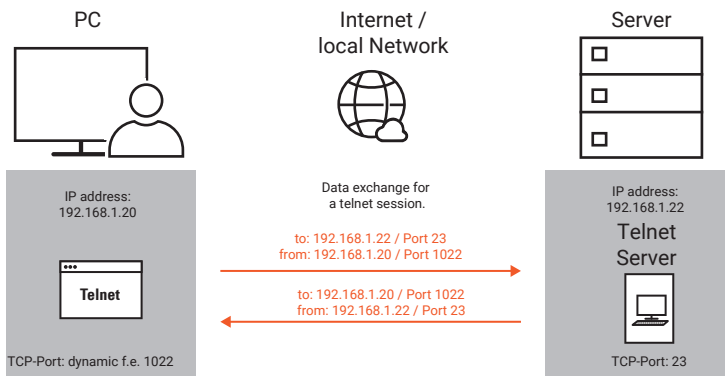 PC
Internet /
local Network
Server
IP address:
192.168.1.20
Data exchange for
a telnet session.
IP address:
192.168.1.22
Telnet
Server
to: 192.168.1.22 / Port 23
from: 192.168.1.20 / Port 1022
Telnet
to: 192.168.1.20 / Port 1022
from: 192.168.1.22 / Port 23
TCP-Port: dynamic f.e. 1022
TCP-Port: 23